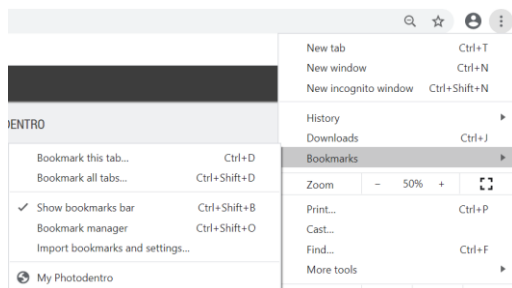 New tab Ctrl+T
New window Ctrl+N
New incognito window Ctrl+Shift+N
History
Downloads Ctrl+J
Bookmarks
Zoom - 50% +
Print... Ctrl+P
Cast...
Find... Ctrl+F
More tools
DENTRO
Bookmark this tab... Ctrl+D
Bookmark all tabs... Ctrl+Shift+D
Show bookmarks bar Ctrl+Shift+B
Bookmark manager Ctrl+Shift+O
Import bookmarks and settings...
My Photodentro